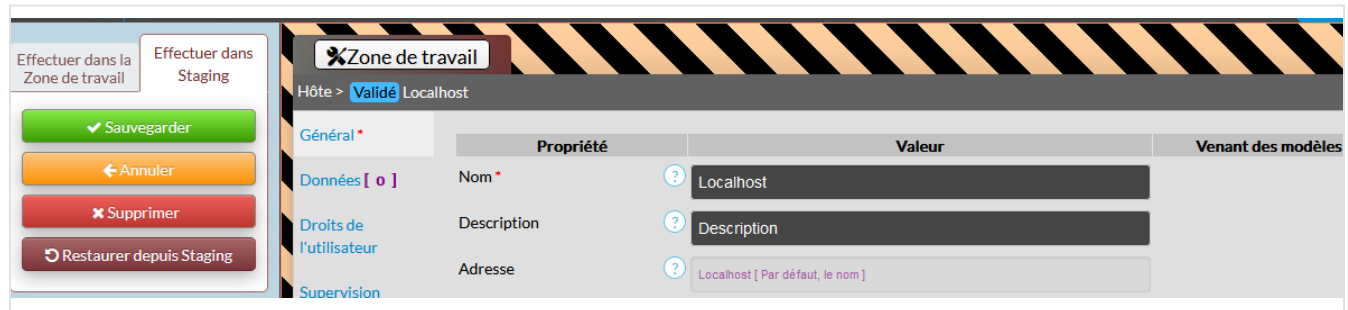 Effectuer dans la
Zone de travail
Effectuer dans
Staging
Sauvegarder
Annuler
Supprimer
Restaurer depuis Staging
Zone de travail
Hôte > Validé Localhost
Général *
Données [ 0 ]
Droits de
l'utilisateur
Supervision
Propriété Valeur Venant des modèles
Nom * ? Localhost
Description ? Description
Adresse ? Localhost [ Par défaut, le nom ]